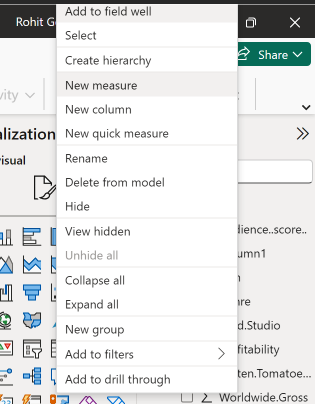 Rohit G
Add to field well
Select
Share
Create hierarchy
vity
New measure
New column
New quick measure
alization
visual
Rename
Delete from model
Hide
View hidden
dience..score..
Unhide all
umn1
Collapse all
Expand all
nre
New group
d.Studio
Add to filters
fitability
ten.Tomatoe...
Add to drill through
Σ Worldwide.Gross